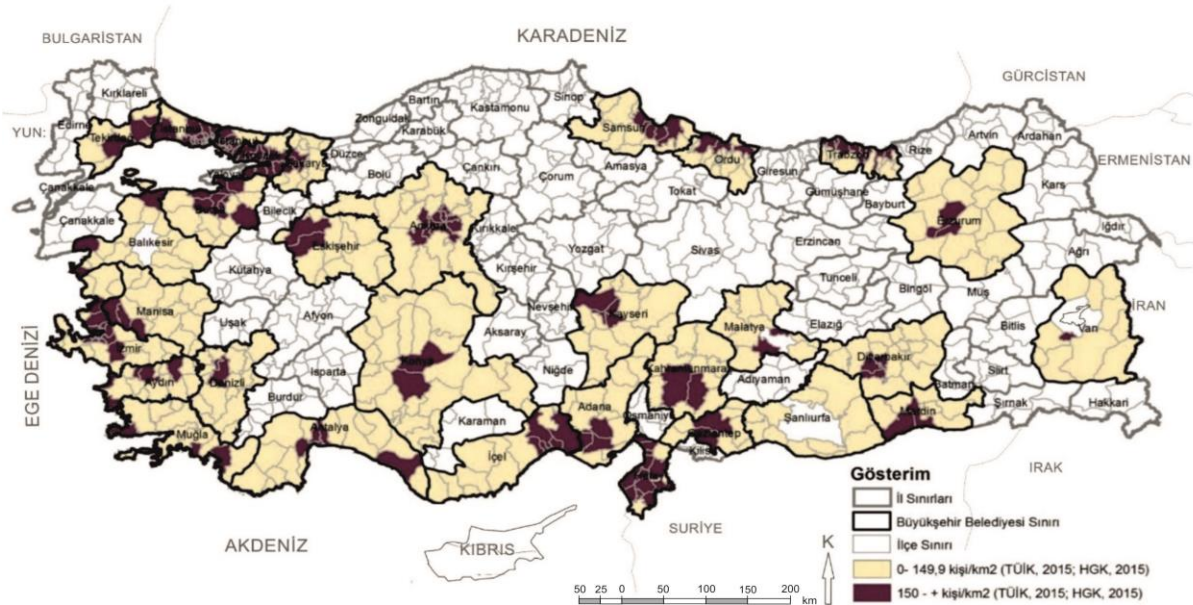 BULGARİSTAN
KARADENİZ
GÜRCİSTAN
ERMENİSTAN
YUN:
İRAN
IRAK
SURİYE
KIBRIS
AKDENİZ
EGE DENİZİ
Kırklareli
Edirne
Çanakkale
Çanakkale
Balıkesir
Bilecik
Düzce
Bolu
Zonguldak
Bartın
Karabük
Kastamonu
Sinop
Çankırı
Samsun
Çorum
Amasya
Ordu
Tokat
Giresun
Trabzon
Gümüşhane
Rize
Bayburt
Artvin
Ardahan
Kars
Iğdır
Ağrı
Erzurum
Erzincan
Tunceli
Bingöl
Muş
Bitlis
Van
Hakkari
Şırnak
Siirt
Batman
Mardin
Diyarbakır
Elazığ
Malatya
Adıyaman
Şanlıurfa
Kilis
Osmaniye
Adana
Kayseri
Sivas
Yozgat
Kırıkkale
Kırşehir
Nevşehir
Aksaray
Niğde
Ankara
Eskişehir
Kütahya
Afyon
Uşak
Manisa
İzmir
Aydın
Denizli
Muğla
Burdur
Isparta
Antalya
Konya
Karaman
İçel
Gösterim
İl Sınırları
Büyükşehir Belediyesi Sınırı
İlçe Sınırı
0- 149,9 kişi/km2 (TÜİK, 2015; HGK, 2015)
150 - + kişi/km2 (TÜİK, 2015; HGK, 2015)
K
50 25 0 50 100 150 200
km